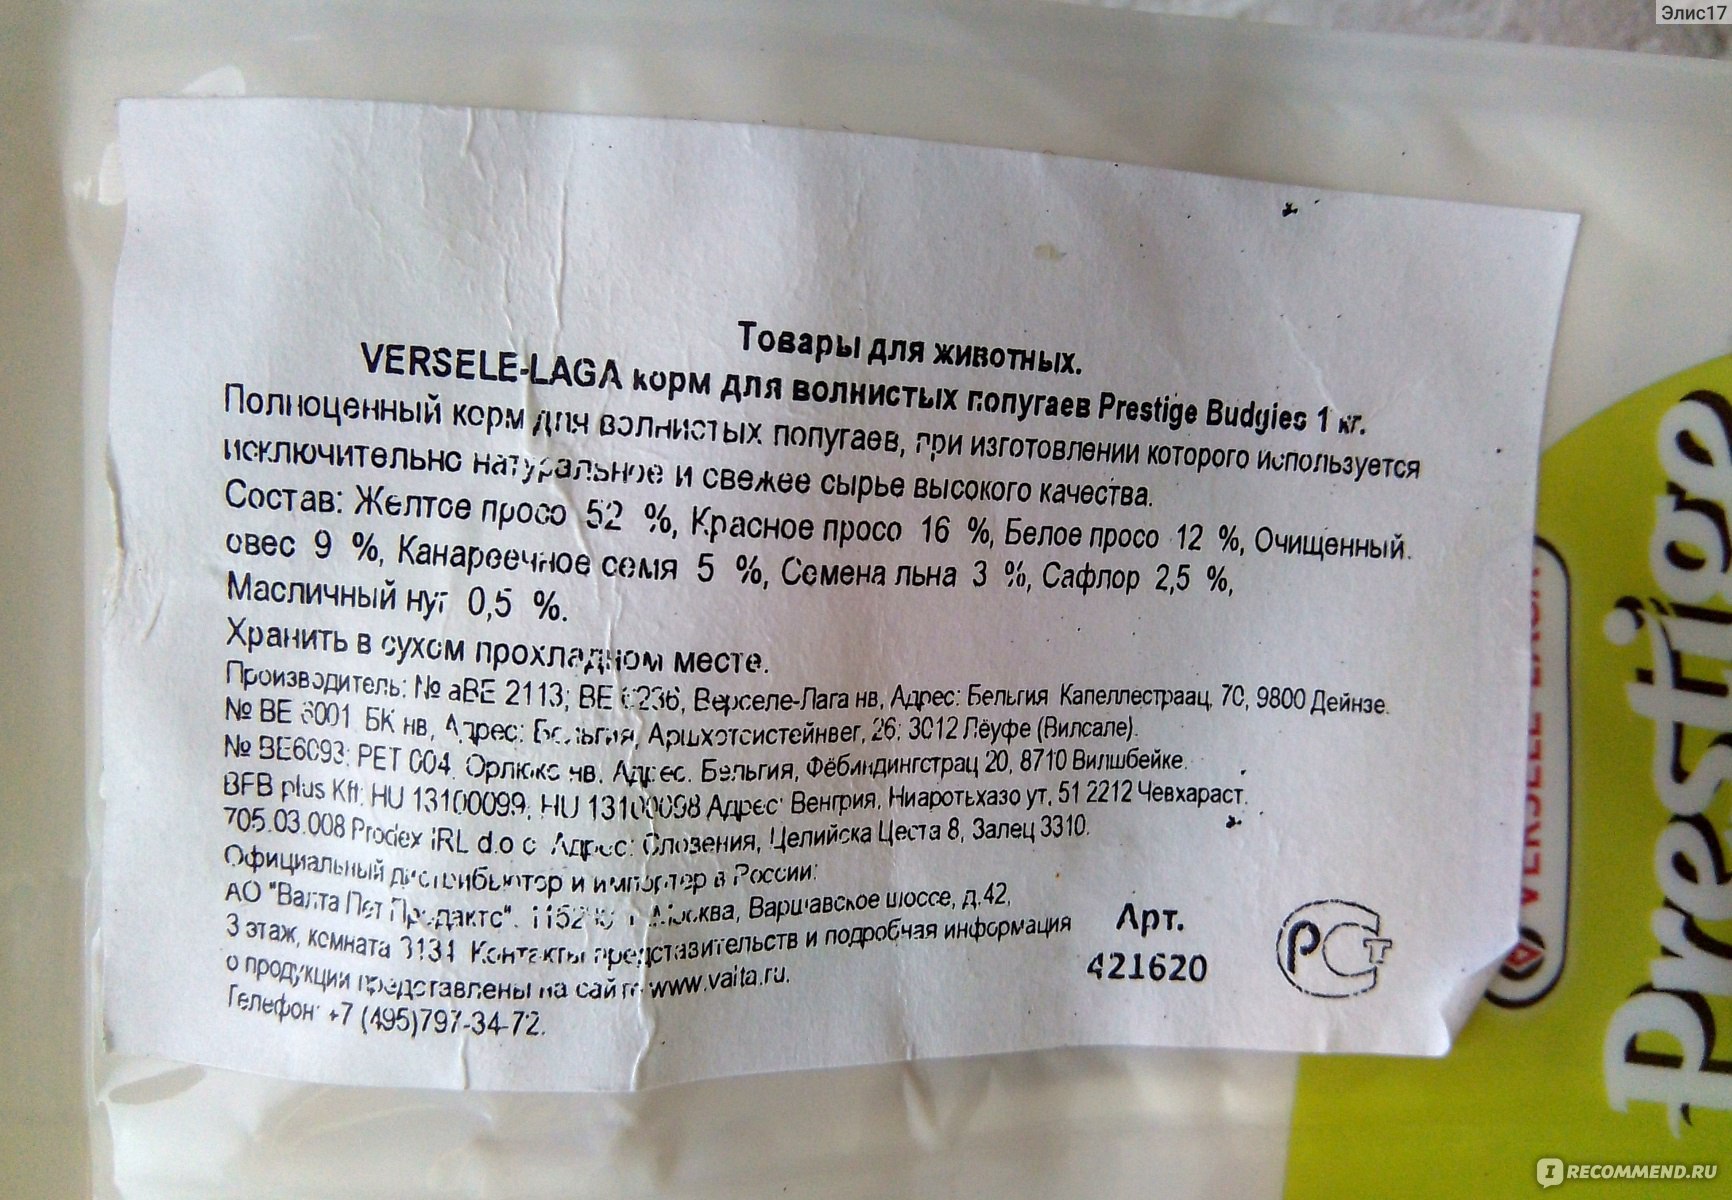 Элис17
Товары для животных.
VERSELE-LAGA корм для волнистых попугаев Prestige Budgies 1 кг.
Полноценный корм для волнистых попугаев, при изготовлении которого используется
исключительно натуральное и свежее сырье высокого качества.
Состав: Желтое просо 52 %, Красное просо 16 %, Белое просо 12 %, Очищенный
овес 9 %, Канареечное семя 5 %, Семена льна 3 %, Сафлор 2,5 %,
Масличный нуг 0,5 %.
Хранить в сухом прохладном месте.
Производитель: № aBE 2113; BE 6236, Верселе-Лага нв, Адрес: Бельгия Капеллестраац, 70, 9800 Дейнзе.
№ BE 6001 БК нв, Адрес: Бельгия, Аршхотсистейнвег, 26; 3012 Лёуфе (Вилсале).
№ BE6093; PET 004. Орлюкс нв. Адрес. Бельгия, Фёбиндингстрац 20, 8710 Вилшбейке.
BFB plus Kft: HU 13100099; HU 13100098 Адрес: Венгрия, Ниаротьхазо ут, 51 2212 Чевхараст.
705.03.008 Prodex IRL d.o.o Адрес: Словения, Целийска Цеста 8, Залец 3310.
Официальный дистрибьютор и импортер в России:
АО "Валта Пет Продактс". Москва, Варшавское шоссе, д.42,
3 этаж, комната 3131 Контакты представительств и подробная информация
о продукции представлены на сайте www.valta.ru.
Телефон: +7 (495)797-34-72.
Арт.
421620
РСТ
VERSELE-LAGA
Prestige
IRECOMMEND.RU